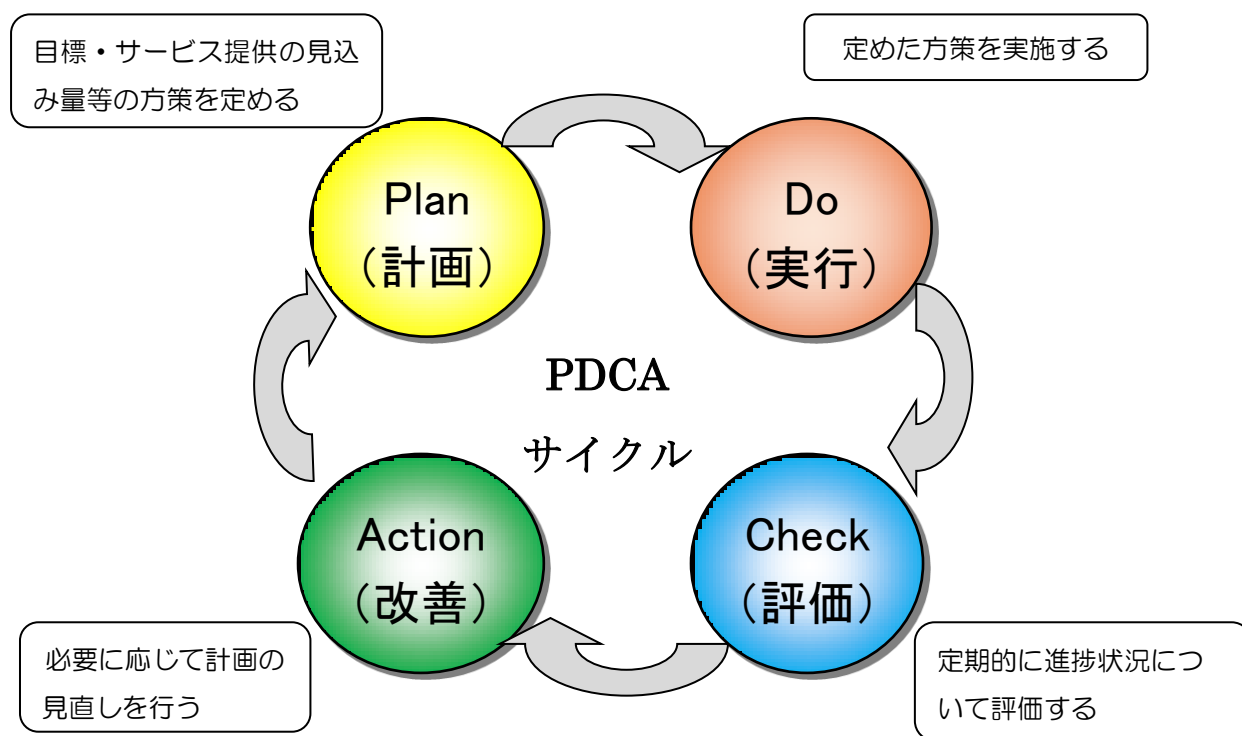 目標・サービス提供の見込
み量等の方策を定める
定めた方策を実施する
Plan
（計画）
Do
（実行）
PDCA
サイクル
Action
（改善）
Check
（評価）
必要に応じて計画の
見直しを行う
定期的に進捗状況につ
いて評価する